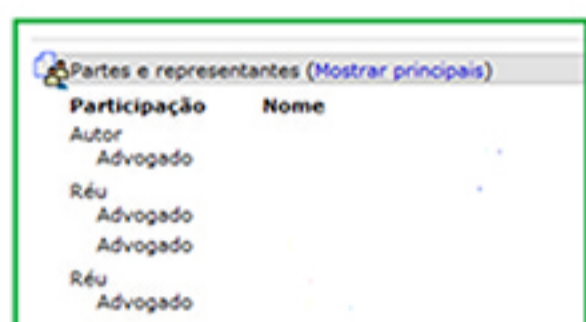 Partes e representantes (Mostrar principais)
Participação Nome
Autor
Advogado
Réu
Advogado
Advogado
Réu
Advogado